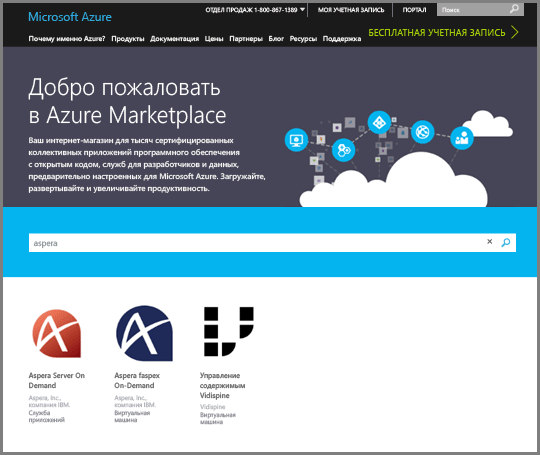 Microsoft Azure
ОТДЕЛ ПРОДАЖ 1-800-867-1389
МОЯ УЧЕТНАЯ ЗАПИСЬ
ПОРТАЛ
Поиск
Почему именно Azure? Продукты Документация Цены Партнеры Блог Ресурсы Поддержка
БЕСПЛАТНАЯ УЧЕТНАЯ ЗАПИСЬ
Добро пожаловать
в Azure Marketplace
Ваш интернет-магазин для тысяч сертифицированных
коллективных приложений программного обеспечения
с открытым кодом, служб для разработчиков и данных,
предварительно настроенных для Microsoft Azure. Загружайте,
развертывайте и увеличивайте продуктивность.
aspera
Aspera Server On
Demand
Aspera, Inc.,
компания IBM.
Служба
приложений
Aspera faspex
On-Demand
Aspera, Inc.,
компания IBM.
Виртуальная
машина
Управление
содержимым
Vidispine
Vidispine
Виртуальная
машина